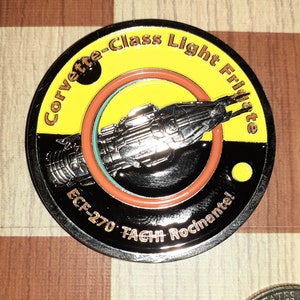 Corvette-Class Light Frigate
ECF-270 TACHI Rocinante!